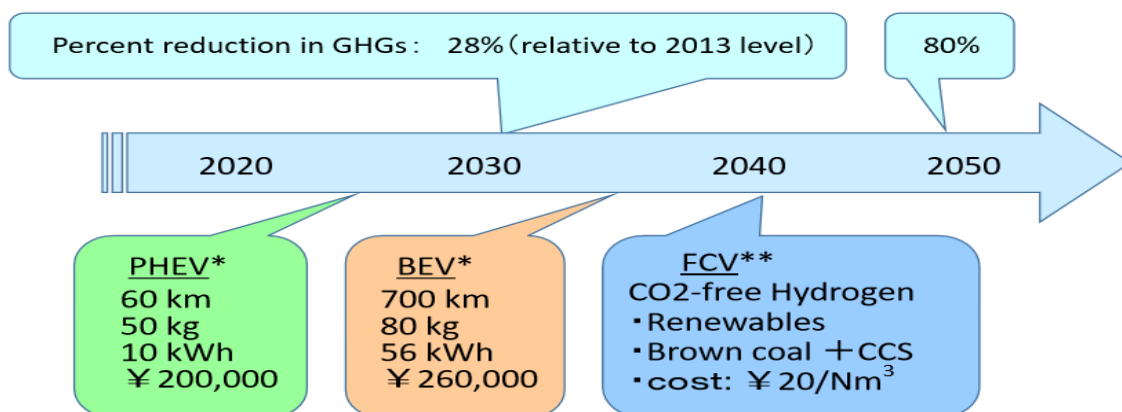 Percent reduction in GHGs： 28%（relative to 2013 level）
80%
2020 2030 2040 2050
PHEV*
60 km
50 kg
10 kWh
￥200,000
BEV*
700 km
80 kg
56 kWh
￥260,000
FCV**
CO2-free Hydrogen
・Renewables
・Brown coal ＋CCS
・cost: ￥20/Nm³